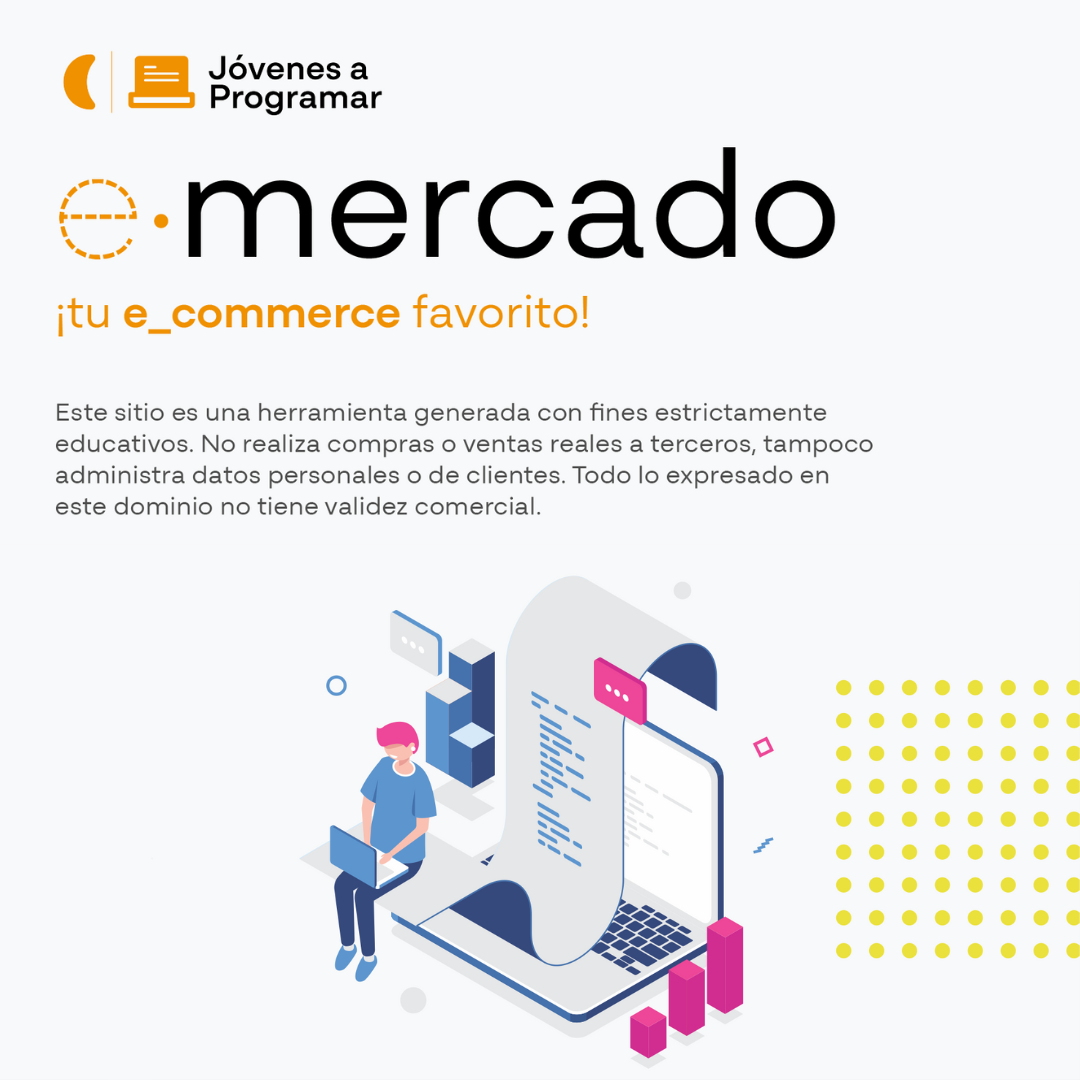 Jóvenes a
Programar
e·mercado
¡tu e_commerce favorito!
Este sitio es una herramienta generada con fines estrictamente
educativos. No realiza compras o ventas reales a terceros, tampoco
administra datos personales o de clientes. Todo lo expresado en
este dominio no tiene validez comercial.